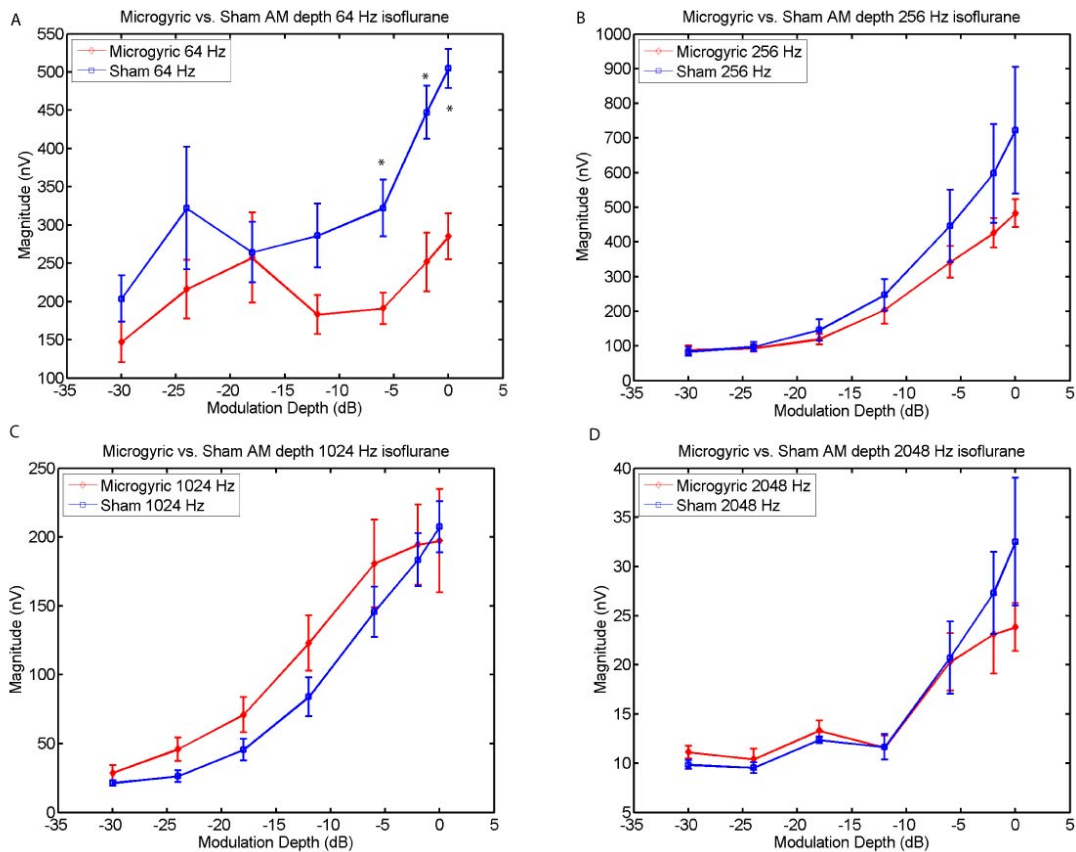 A
Microgyric vs. Sham AM depth 64 Hz isoflurane
Microgyric 64 Hz
Sham 64 Hz
550
500
450
400
350
300
250
200
150
100
Magnitude (nV)
*
*
*
-35 -30 -25 -20 -15 -10 -5 0 5
Modulation Depth (dB)
B
Microgyric vs. Sham AM depth 256 Hz isoflurane
Microgyric 256 Hz
Sham 256 Hz
1000
900
800
700
600
500
400
300
200
100
0
Magnitude (nV)
-35 -30 -25 -20 -15 -10 -5 0 5
Modulation Depth (dB)
C
Microgyric vs. Sham AM depth 1024 Hz isoflurane
Microgyric 1024 Hz
Sham 1024 Hz
250
200
150
100
50
0
Magnitude (nV)
-35 -30 -25 -20 -15 -10 -5 0 5
Modulation Depth (dB)
D
Microgyric vs. Sham AM depth 2048 Hz isoflurane
Microgyric 2048 Hz
Sham 2048 Hz
40
35
30
25
20
15
10
5
Magnitude (nV)
-35 -30 -25 -20 -15 -10 -5 0 5
Modulation Depth (dB)